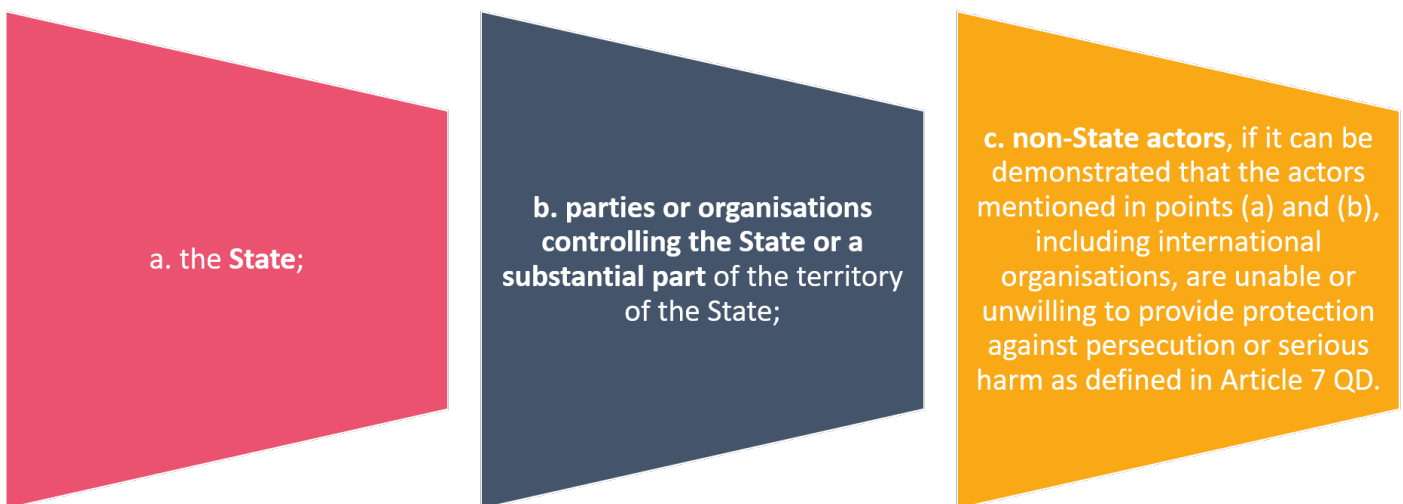 a. the State;
b. parties or organisations
controlling the State or a
substantial part of the territory
of the State;
c. non-State actors, if it can be
demonstrated that the actors
mentioned in points (a) and (b),
including international
organisations, are unable or
unwilling to provide protection
against persecution or serious
harm as defined in Article 7 QD.